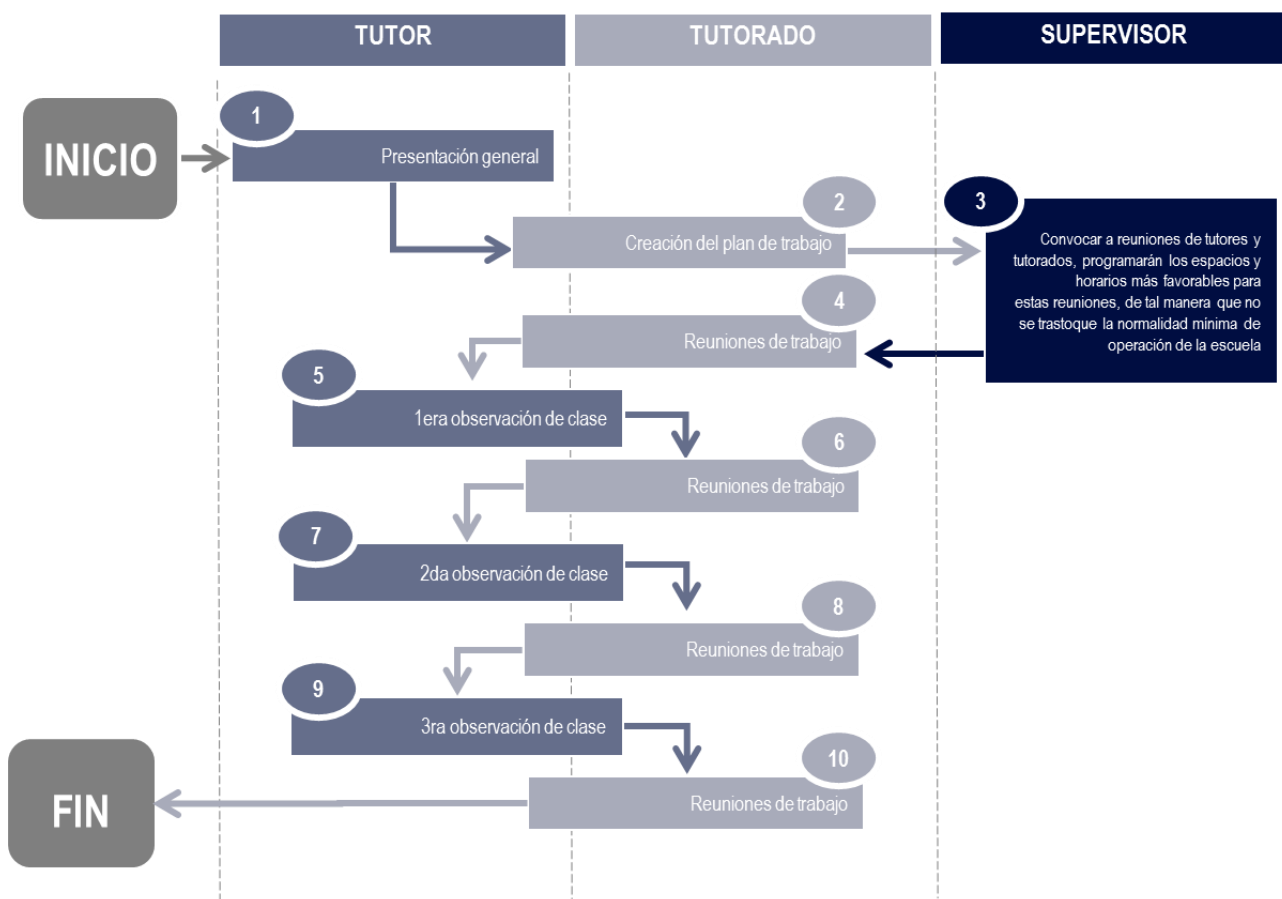 TUTOR
TUTORADO
SUPERVISOR
INICIO
1
Presentación general
2
Creación del plan de trabajo
3
Convocar a reuniones de tutores y
tutorados, programarán los espacios y
horarios más favorables para
estas reuniones, de tal manera que no
se trastoque la normalidad mínima de
operación de la escuela
4
Reuniones de trabajo
5
1era observación de clase
6
Reuniones de trabajo
7
2da observación de clase
8
Reuniones de trabajo
9
3ra observación de clase
10
Reuniones de trabajo
FIN